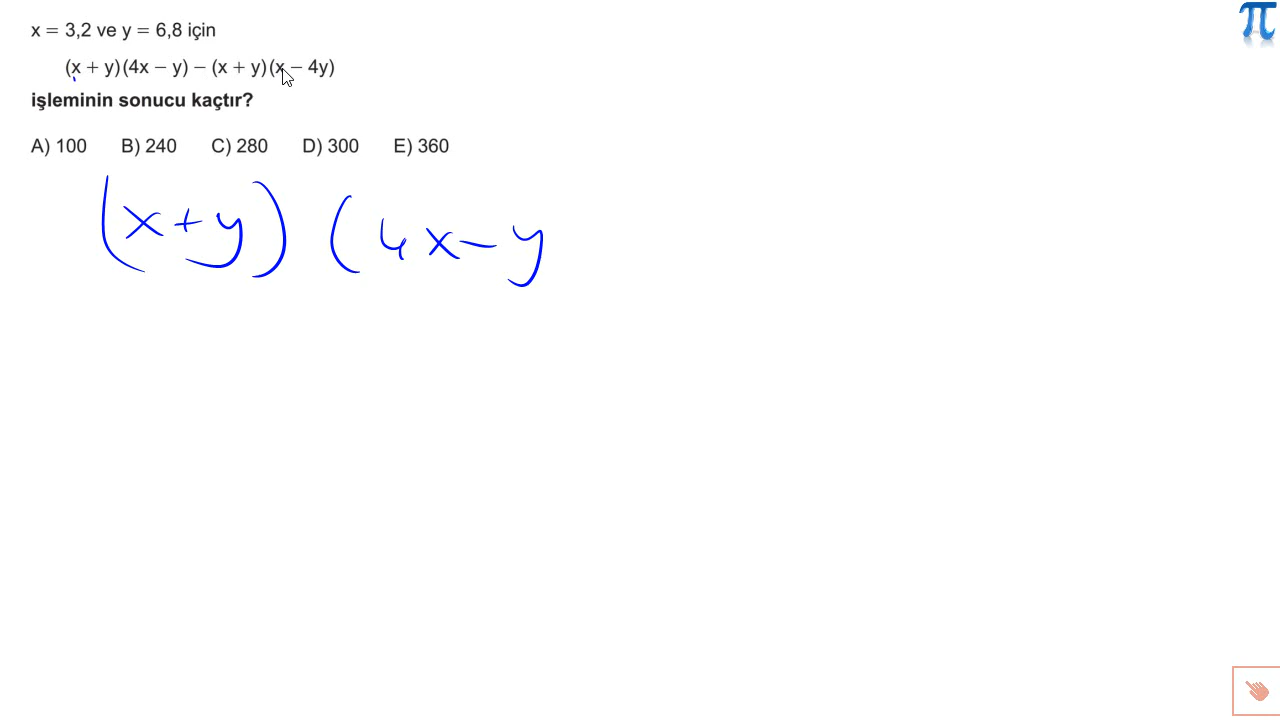 x = 3,2 ve y = 6,8 için
(x + y)(4x − y) − (x + y)(x − 4y)
işleminin sonucu kaçtır?
A) 100 B) 240 C) 280 D) 300 E) 360
(x+y) (4x−y
π